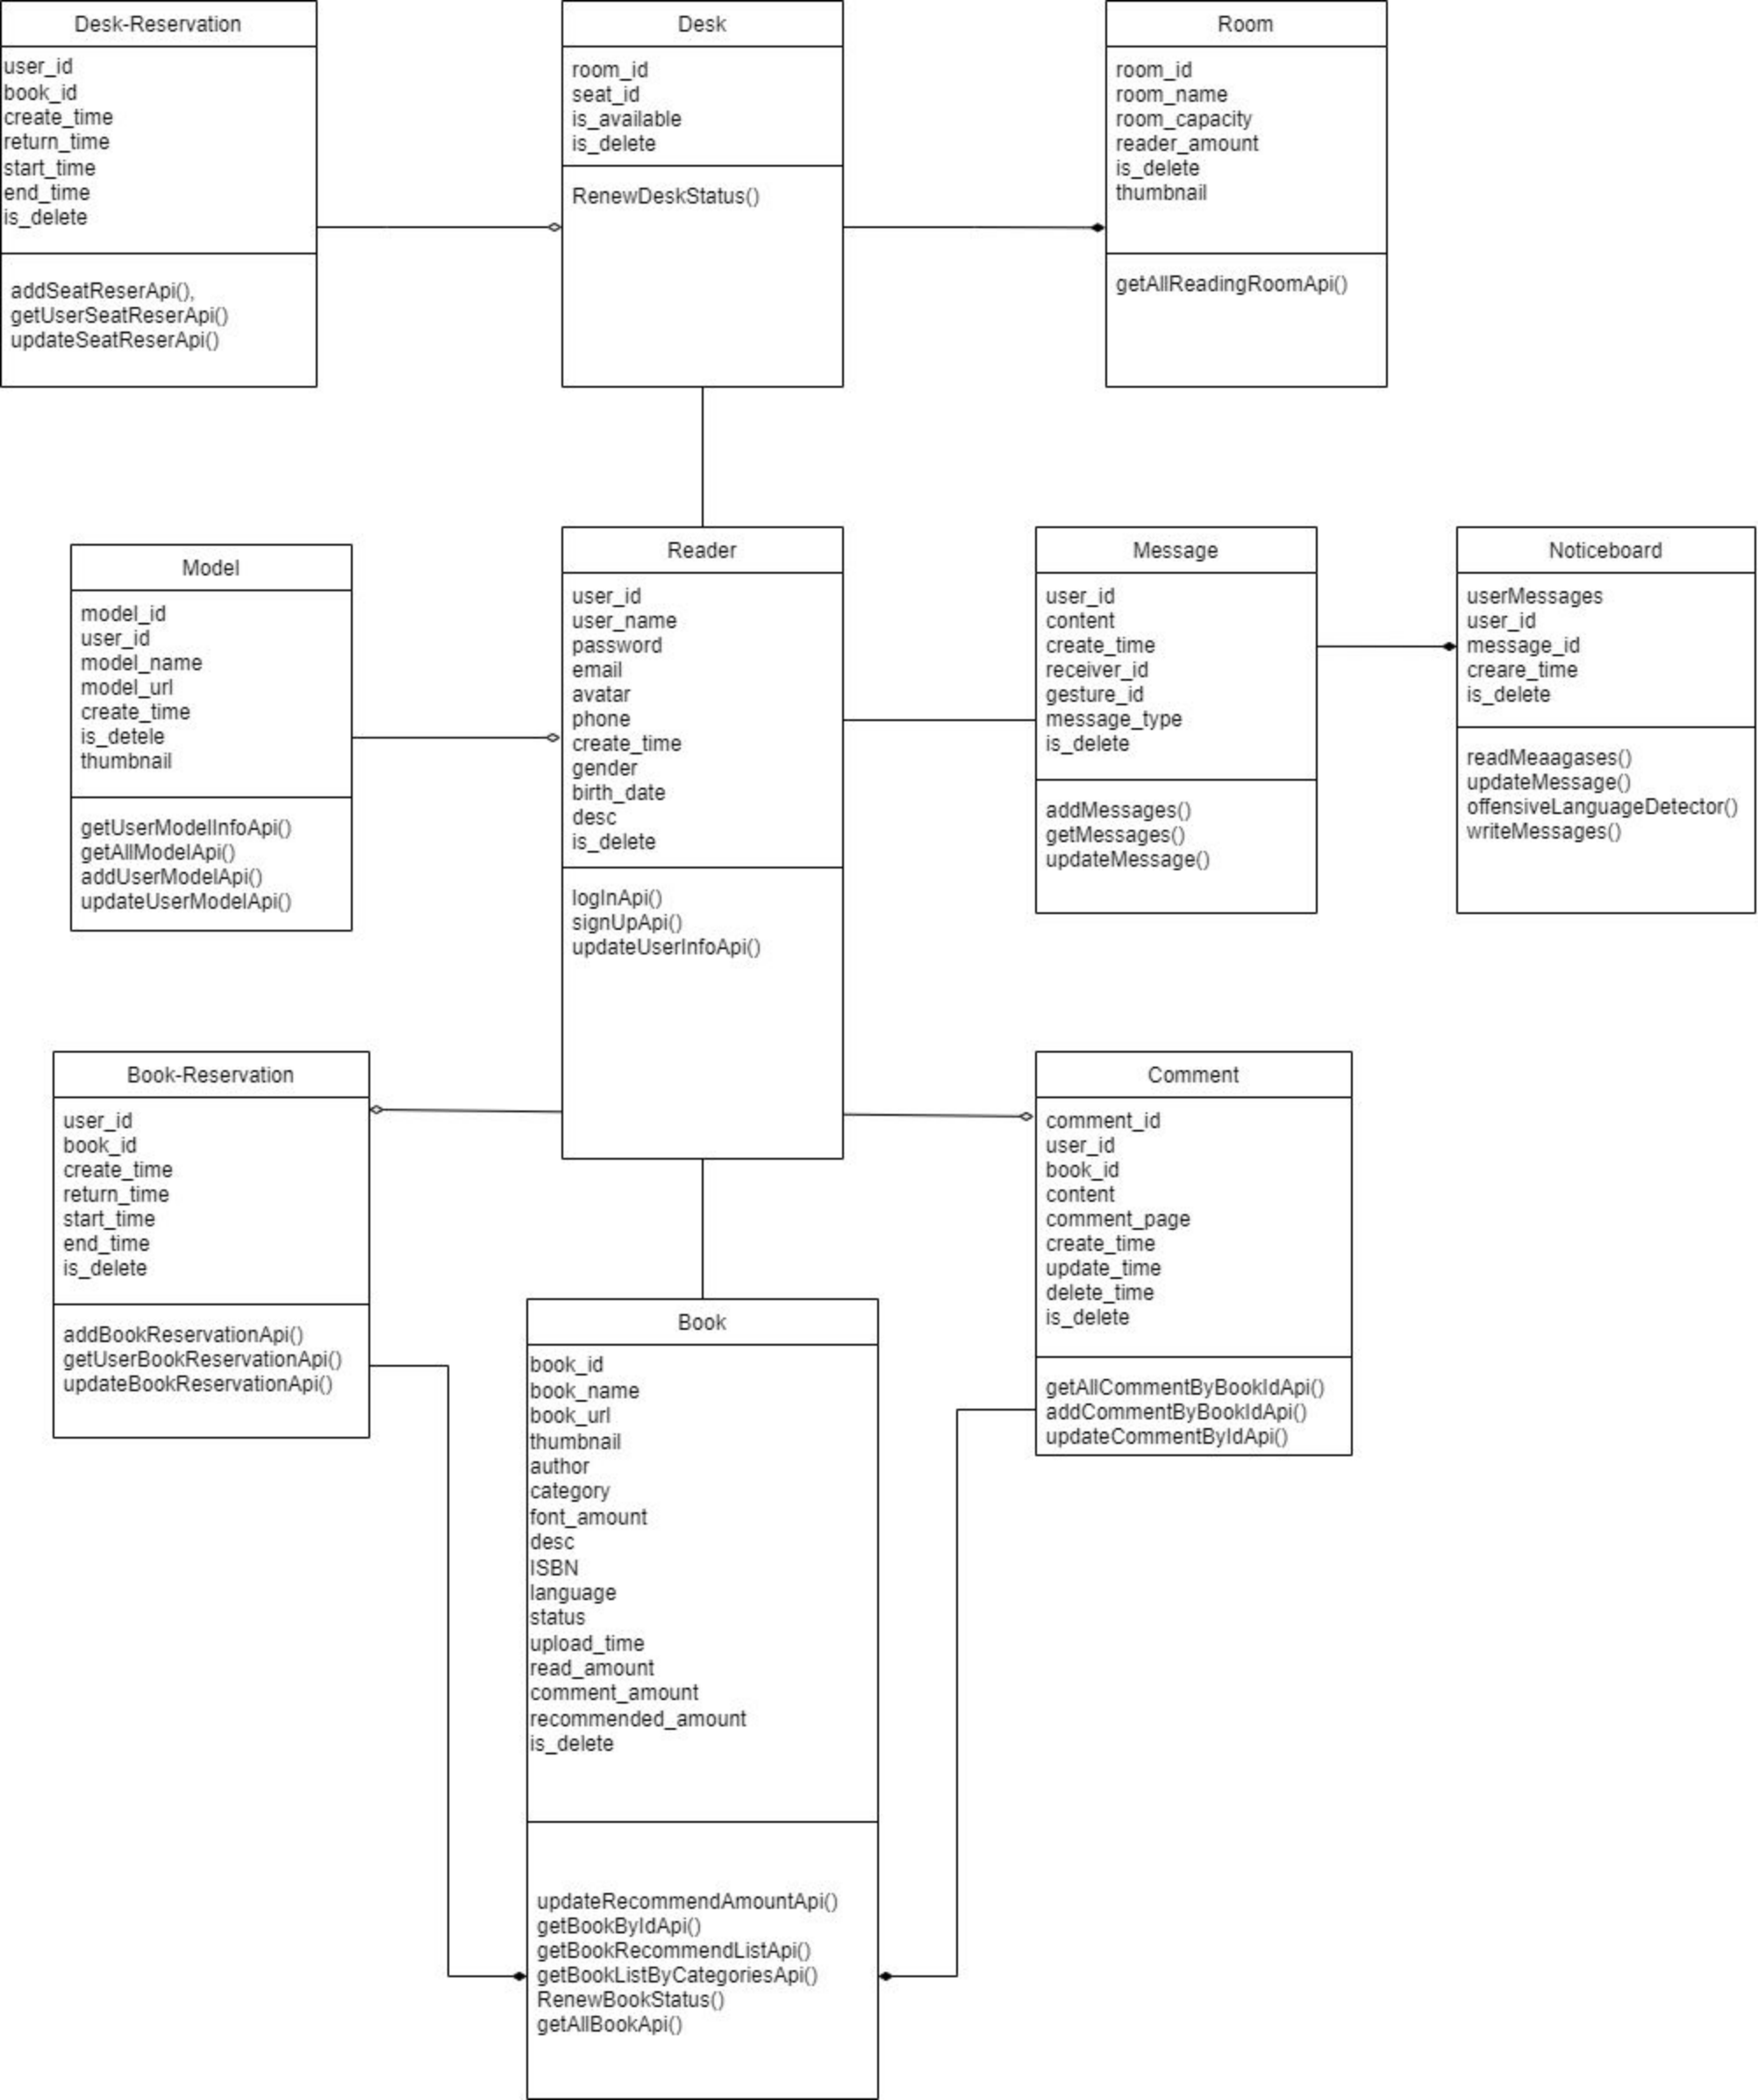 Desk-Reservation
user_id
book_id
create_time
return_time
start_time
end_time
is_delete
addSeatReserApi(),
getUserSeatReserApi()
updateSeatReserApi()
Desk
room_id
seat_id
is_available
is_delete
RenewDeskStatus()
Room
room_id
room_name
room_capacity
reader_amount
is_delete
thumbnail
getAllReadingRoomApi()
Model
model_id
user_id
model_name
model_url
create_time
is_detele
thumbnail
getUserModelInfoApi()
getAllModelApi()
addUserModelApi()
updateUserModelApi()
Reader
user_id
user_name
password
email
avatar
phone
create_time
gender
birth_date
desc
is_delete
logInApi()
signUpApi()
updateUserInfoApi()
Message
user_id
content
create_time
receiver_id
gesture_id
message_type
is_delete
addMessages()
getMessages()
updateMessage()
Noticeboard
userMessages
user_id
message_id
creare_time
is_delete
readMeaagases()
updateMessage()
offensiveLanguageDetector()
writeMessages()
Book-Reservation
user_id
book_id
create_time
return_time
start_time
end_time
is_delete
addBookReservationApi()
getUserBookReservationApi()
updateBookReservationApi()
Comment
comment_id
user_id
book_id
content
comment_page
create_time
update_time
delete_time
is_delete
getAllCommentByBookIdApi()
addCommentByBookIdApi()
updateCommentByIdApi()
Book
book_id
book_name
book_url
thumbnail
author
category
font_amount
desc
ISBN
language
status
upload_time
read_amount
comment_amount
recommended_amount
is_delete
updateRecommendAmountApi()
getBookByIdApi()
getBookRecommendListApi()
getBookListByCategoriesApi()
RenewBookStatus()
getAllBookApi()